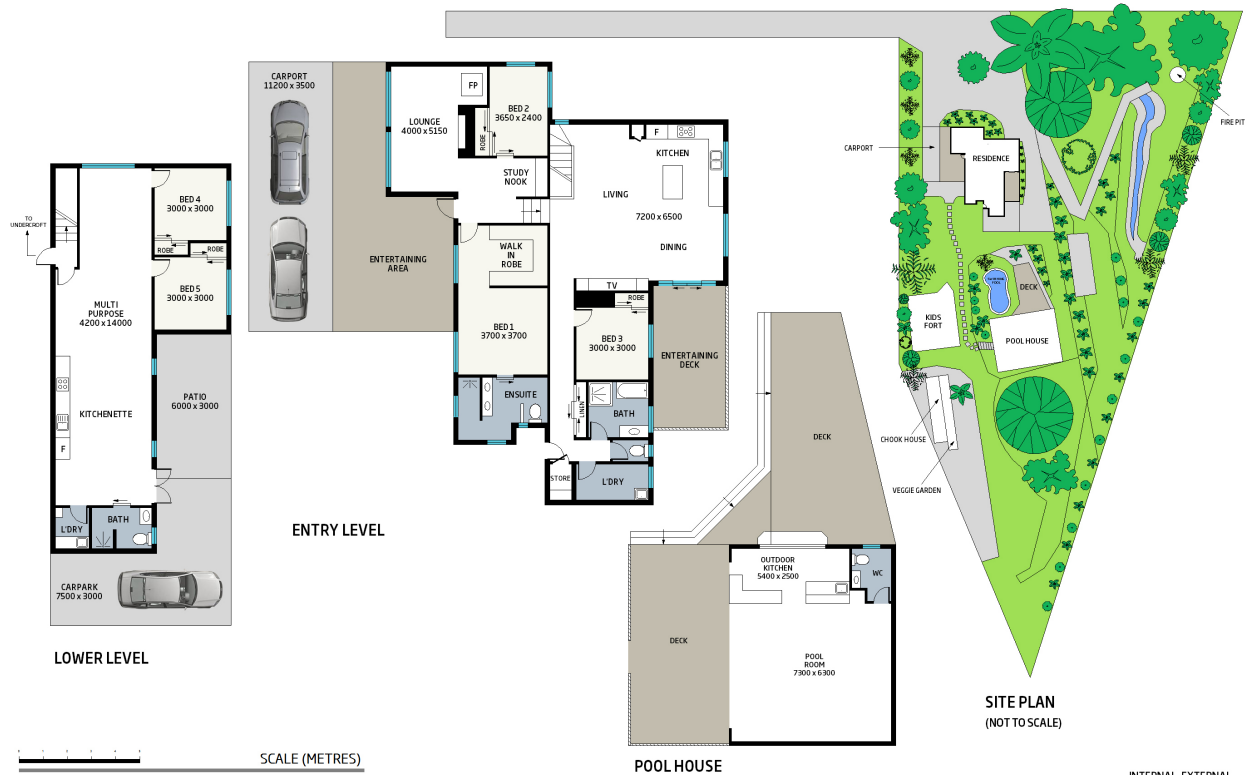 TO
UNDERCROFT
BED 4
3000 x 3000
ROBE
ROBE
BED 5
3000 x 3000
MULTI
PURPOSE
4200 x 14000
PATIO
6000 x 3000
KITCHENETTE
F
L'DRY
BATH
CARPARK
7500 x 3000
LOWER LEVEL
CARPORT
11200 x 3500
LOUNGE
4000 x 5150
FP
BED 2
3650 x 2400
ROBE
STUDY
NOOK
F
KITCHEN
LIVING
7200 x 6500
DINING
ENTERTAINING
AREA
WALK
IN
ROBE
TV
ROBE
BED 1
3700 x 3700
BED 3
3000 x 3000
ENTERTAINING
DECK
ENSUITE
LINEN
BATH
STORE
L'DRY
ENTRY LEVEL
DECK
OUTDOOR
KITCHEN
5400 x 2500
WC
DECK
POOL
ROOM
7300 x 6300
POOL HOUSE
FIRE PIT
CARPORT
RESIDENCE
DECK
KIDS
FORT
POOL HOUSE
CHOOK HOUSE
VEGGIE GARDEN
SITE PLAN
(NOT TO SCALE)
SCALE (METRES)
INTERNAL EXTERNAL